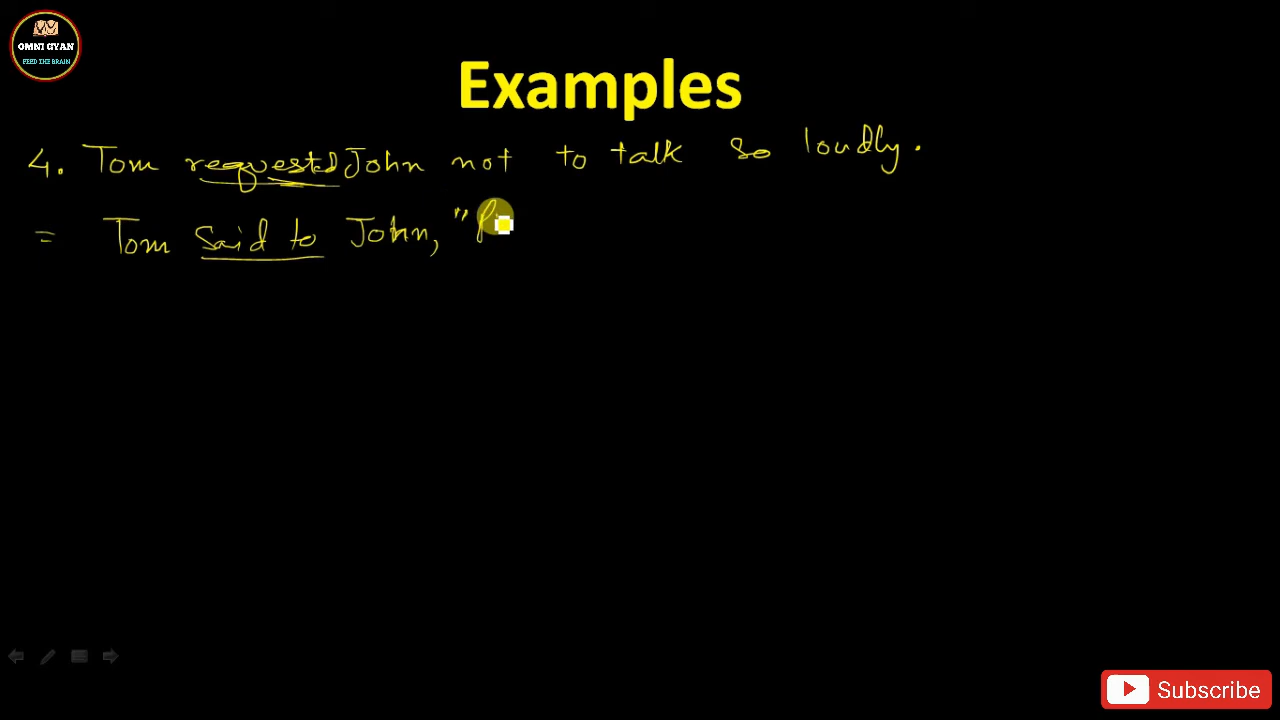 OMNI GYAN
FEED THE BRAIN
Examples
4. Tom requested John not to talk so loudly.
= Tom said to John, "
Subscribe